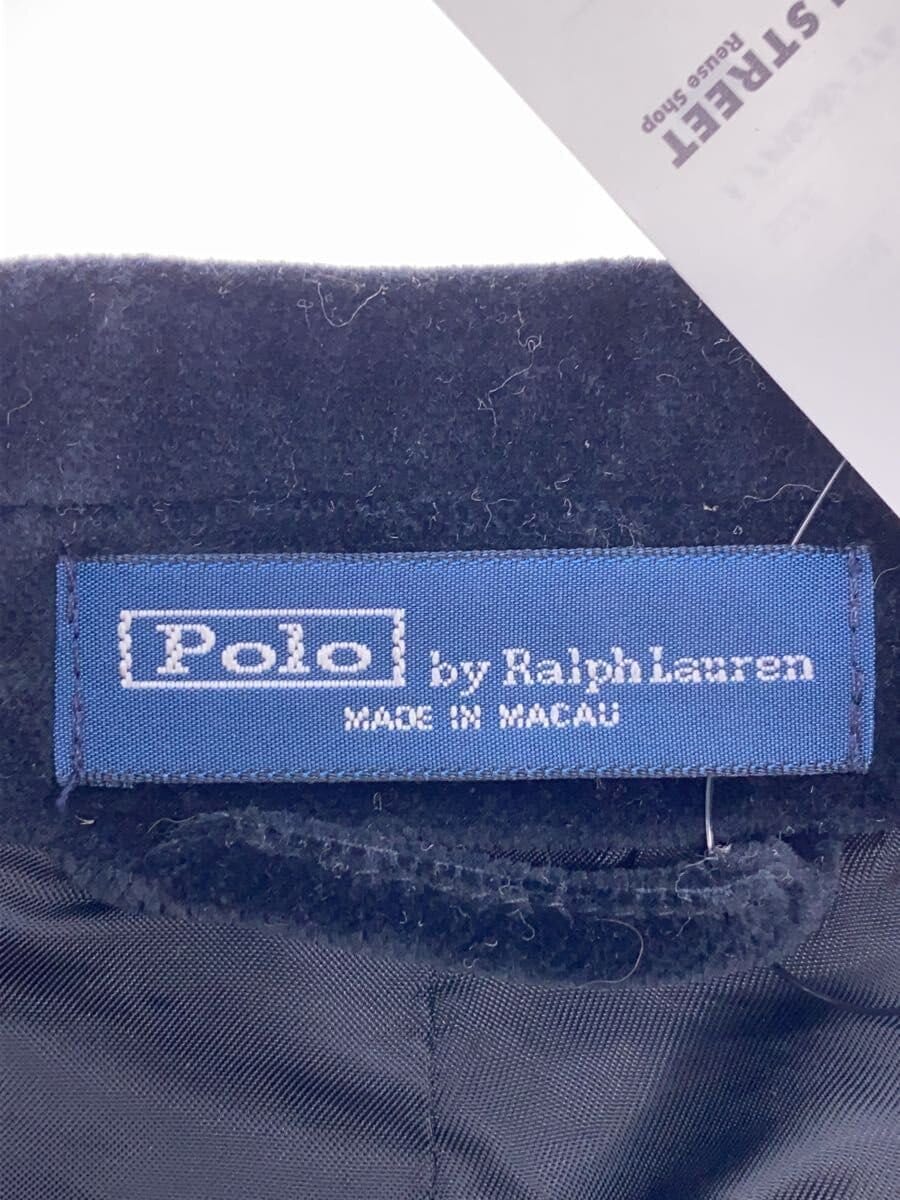 STREET
Reuse Shop
Polo by Ralph Lauren
MADE IN MACAU